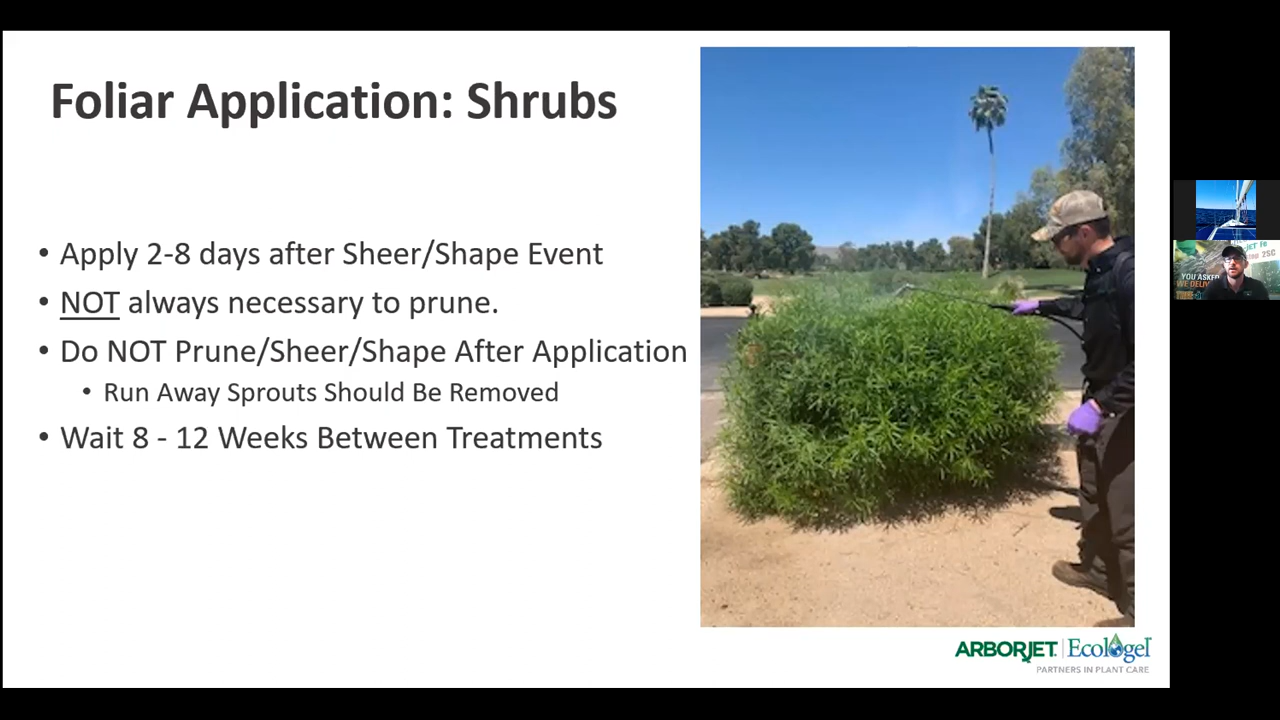 Foliar Application: Shrubs
• Apply 2-8 days after Sheer/Shape Event
• NOT always necessary to prune.
• Do NOT Prune/Sheer/Shape After Application
• Run Away Sprouts Should Be Removed
• Wait 8 - 12 Weeks Between Treatments
ARBORJET | Ecologel
PARTNERS IN PLANT CARE
YOU ASKED